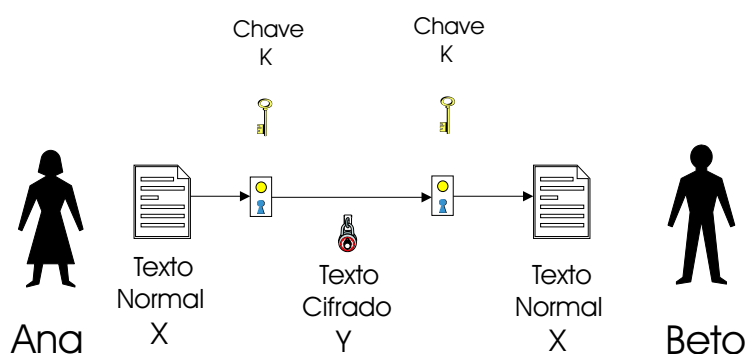 Chave
K
Chave
K
Texto
Normal
X
Texto
Cifrado
Y
Texto
Normal
X
Ana
Beto